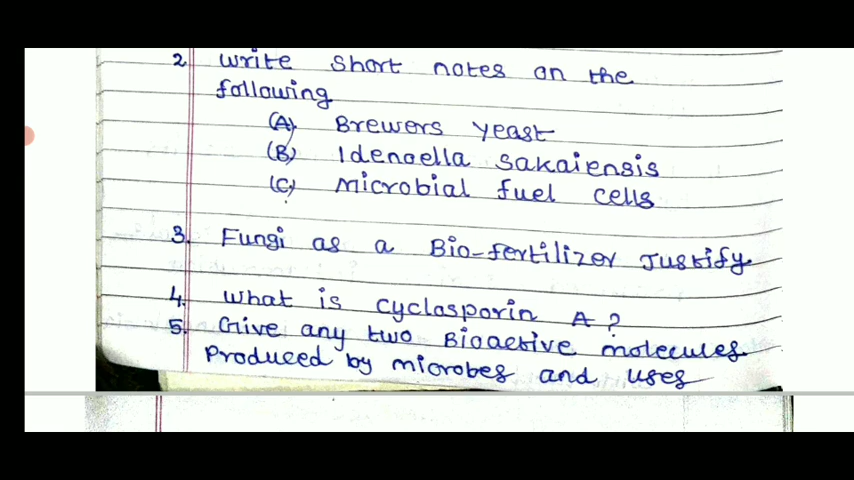 2. Write short notes on the
following
(A) Brewers yeast
(B) Idenoella sakaiensis
(C) Microbial fuel cells
3. Fungi as a Bio-fertilizer Justify.
4. What is cyclosporin A?
5. Give any two Bioactive molecules
Produced by microbes and uses